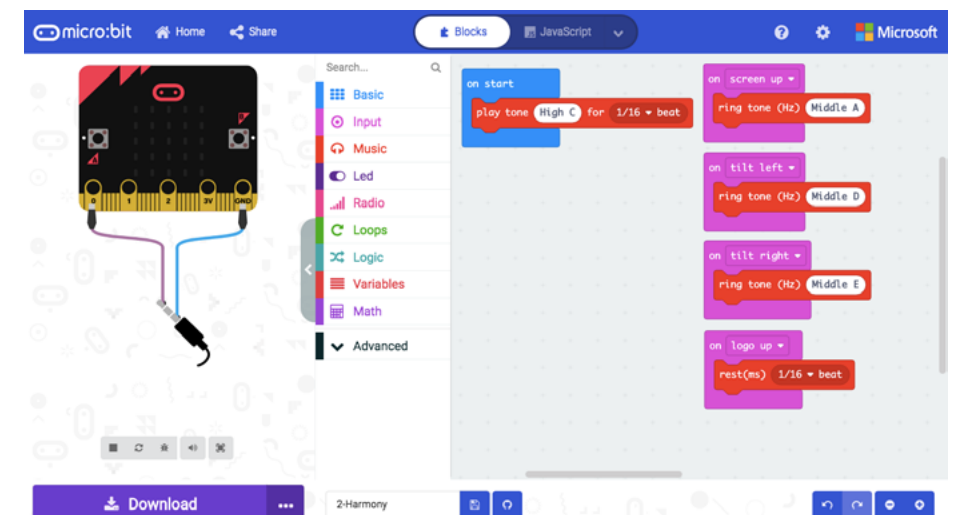 micro:bit Home Share Blocks JavaScript Microsoft
Search...
Basic
Input
Music
Led
Radio
Loops
Logic
Variables
Math
Advanced
0 1 2 3V GND
on start
play tone High C for 1/16 beat
on screen up
ring tone (Hz) Middle A
on tilt left
ring tone (Hz) Middle D
on tilt right
ring tone (Hz) Middle E
on logo up
rest(ms) 1/16 beat
Download ...
2-Harmony